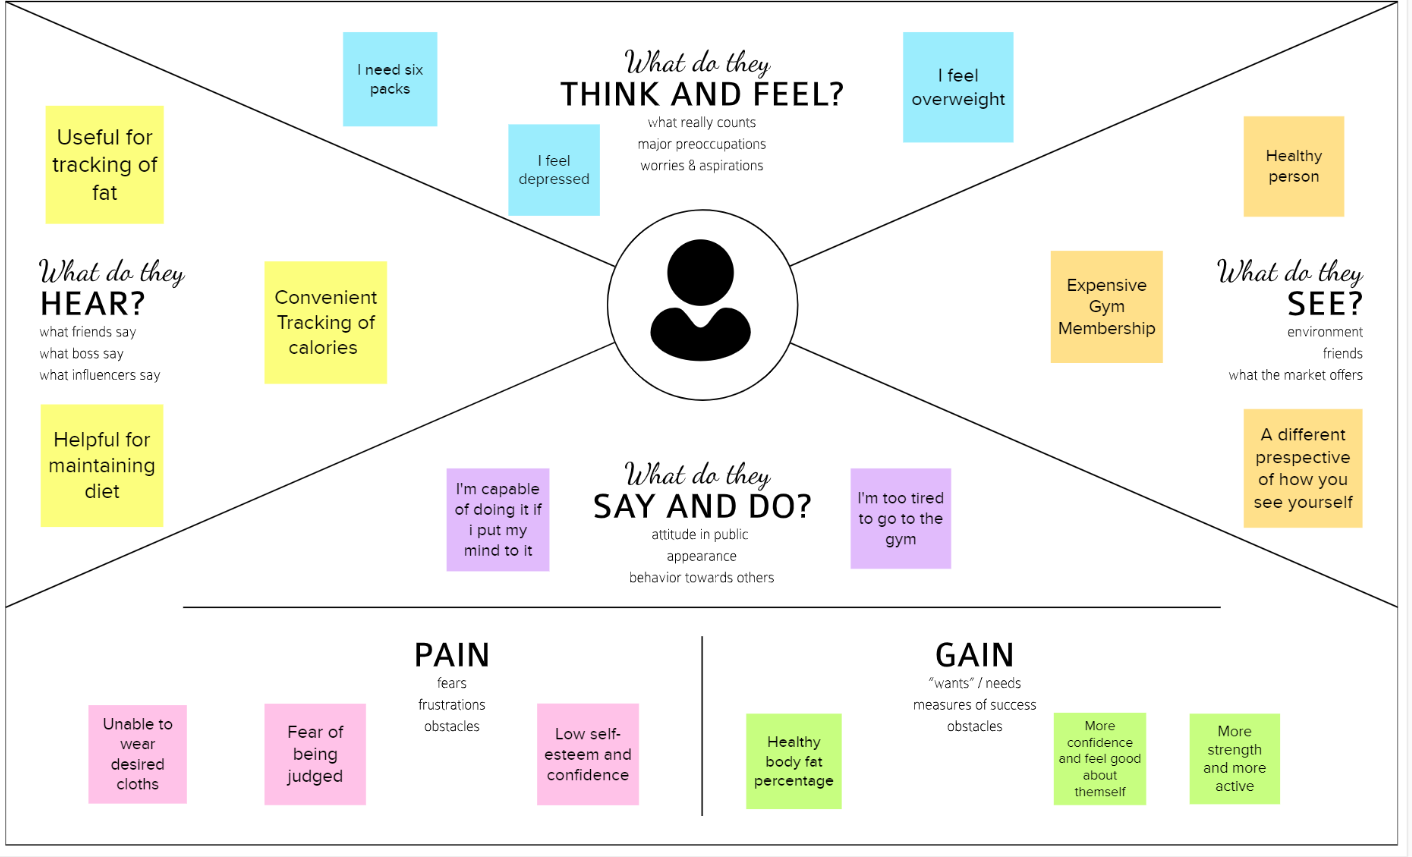 I need six
packs
What do they
THINK AND FEEL?
what really counts
major preoccupations
worries & aspirations
I feel
depressed
I feel
overweight
Useful for
tracking of
fat
What do they
HEAR?
what friends say
what boss say
what influencers say
Convenient
Tracking of
calories
Helpful for
maintaining
diet
Healthy
person
Expensive
Gym
Membership
What do they
SEE?
environment
friends
what the market offers
A different
prespective
of how you
see yourself
I'm capable
of doing it if
i put my
mind to it
What do they
SAY AND DO?
attitude in public
appearance
behavior towards others
I'm too tired
to go to the
gym
PAIN
fears
frustrations
obstacles
Unable to
wear
desired
cloths
Fear of
being
judged
Low self-
esteem and
confidence
GAIN
"wants" / needs
measures of success
obstacles
Healthy
body fat
percentage
More
confidence
and feel good
about
themself
More
strength
and more
active